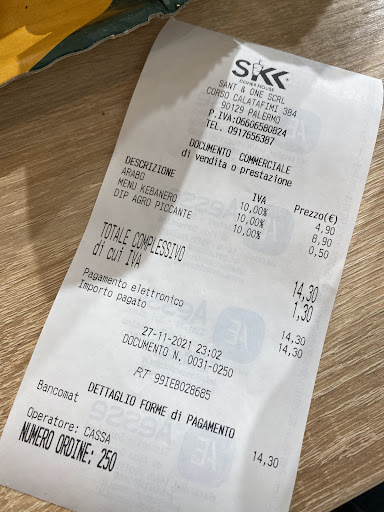 SKK
DONER HOUSE
SANT & ONE SCRL
CORSO CALATAFIMI 384
90129 PALERMO
P.IVA:06666580824
TEL. 0917656387
DOCUMENTO COMMERCIALE
di vendita o prestazione
DESCRIZIONE IVA Prezzo(€)
ARABO 10,00% 4,90
MENU KEBANERO 10,00% 8,90
DIP AGRO PICCANTE 10,00% 0,50
TOTALE COMPLESSIVO 14,30
di cui IVA 1,30
Pagamento elettronico 14,30
Importo pagato 14,30
27-11-2021 23:02
DOCUMENTO N. 0031-0250
RT 99IEB028685
DETTAGLIO FORME di PAGAMENTO
Bancomat 14,30
Operatore: CASSA
NUMERO ORDINE: 250